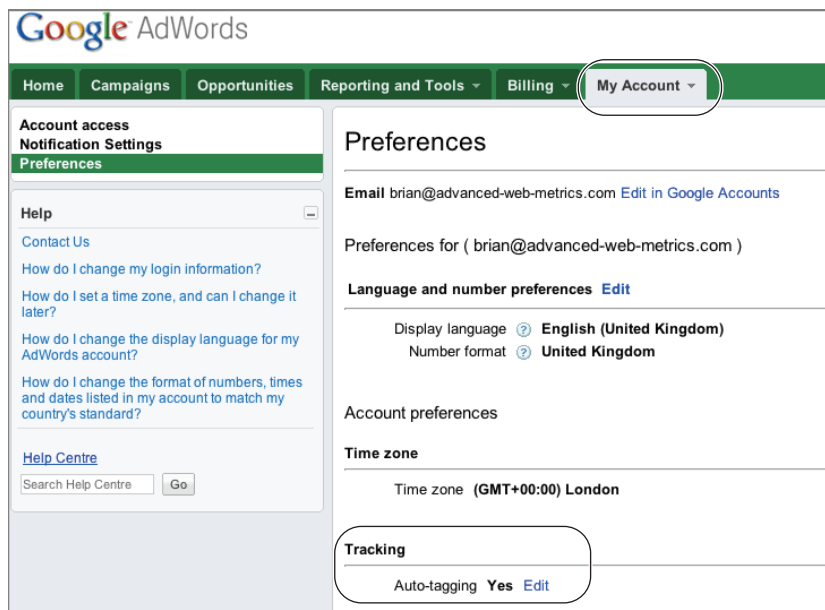 Google AdWords
Home Campaigns Opportunities Reporting and Tools Billing My Account
Account access
Notification Settings
Preferences
Help
Contact Us
How do I change my login information?
How do I set a time zone, and can I change it
later?
How do I change the display language for my
AdWords account?
How do I change the format of numbers, times
and dates listed in my account to match my
country's standard?
Help Centre
Search Help Centre Go
Preferences
Email brian@advanced-web-metrics.com Edit in Google Accounts
Preferences for ( brian@advanced-web-metrics.com )
Language and number preferences Edit
Display language ? English (United Kingdom)
Number format ? United Kingdom
Account preferences
Time zone
Time zone (GMT+00:00) London
Tracking
Auto-tagging Yes Edit